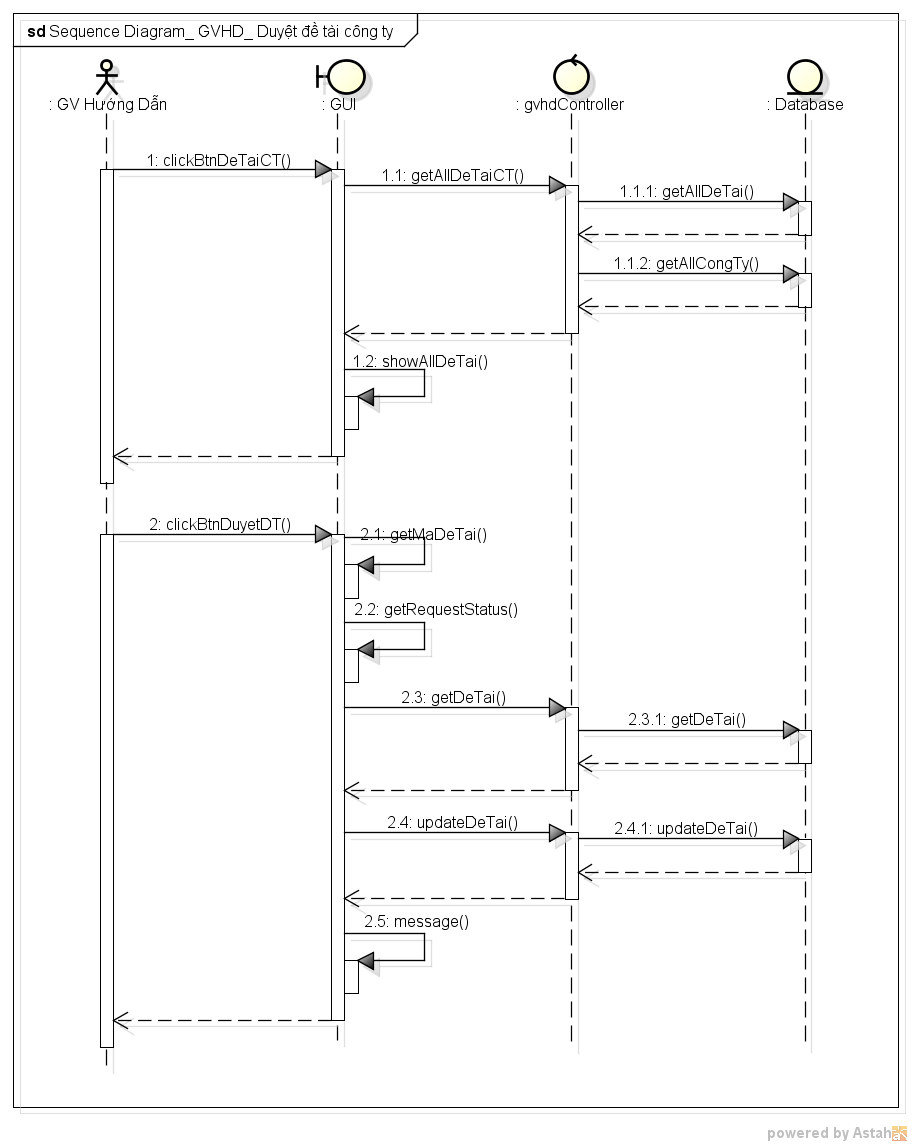 sd Sequence Diagram_ GVHD_ Duyệt đề tài công ty
: GV Hướng Dẫn
: GUI
: gvhdController
: Database
1: clickBtnDeTaiCT()
1.1: getAllDeTaiCT()
1.1.1: getAllDeTai()
1.1.2: getAllCongTy()
1.2: showAllDeTai()
2: clickBtnDuyetDT()
2.1: getMaDeTai()
2.2: getRequestStatus()
2.3: getDeTai()
2.3.1: getDeTai()
2.4: updateDeTai()
2.4.1: updateDeTai()
2.5: message()
powered by Astah